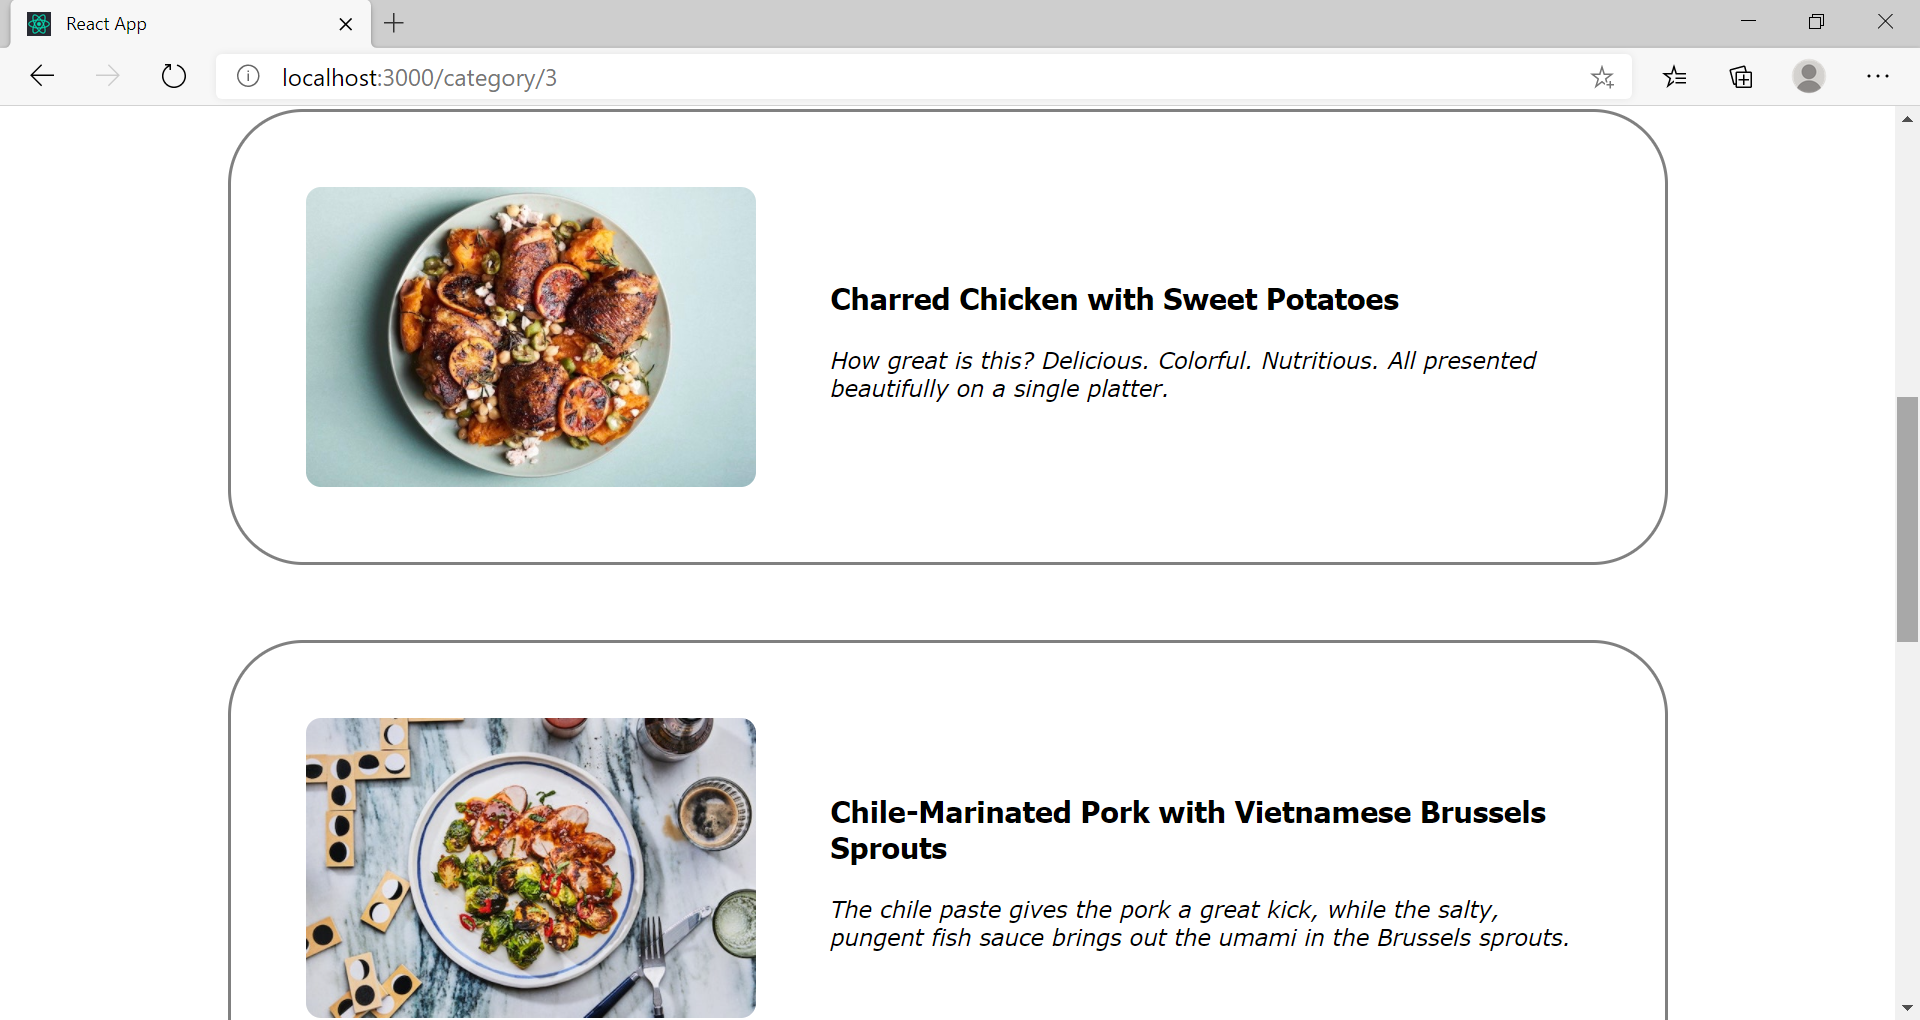 React App
localhost:3000/category/3
Charred Chicken with Sweet Potatoes
How great is this? Delicious. Colorful. Nutritious. All presented
beautifully on a single platter.
Chile-Marinated Pork with Vietnamese Brussels
Sprouts
The chile paste gives the pork a great kick, while the salty,
pungent fish sauce brings out the umami in the Brussels sprouts.